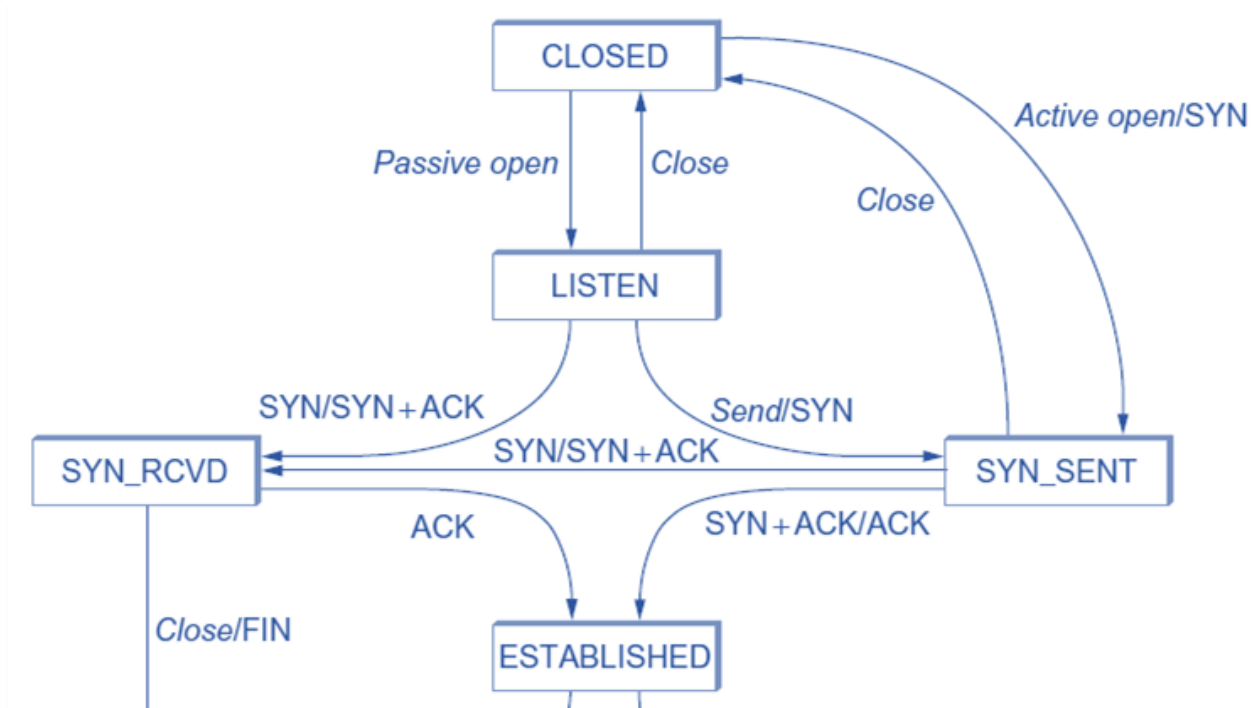 CLOSED
Active open/SYN
Passive open
Close
Close
LISTEN
SYN/SYN+ACK
Send/SYN
SYN/SYN+ACK
SYN_RCVD
SYN_SENT
ACK
SYN+ACK/ACK
Close/FIN
ESTABLISHED